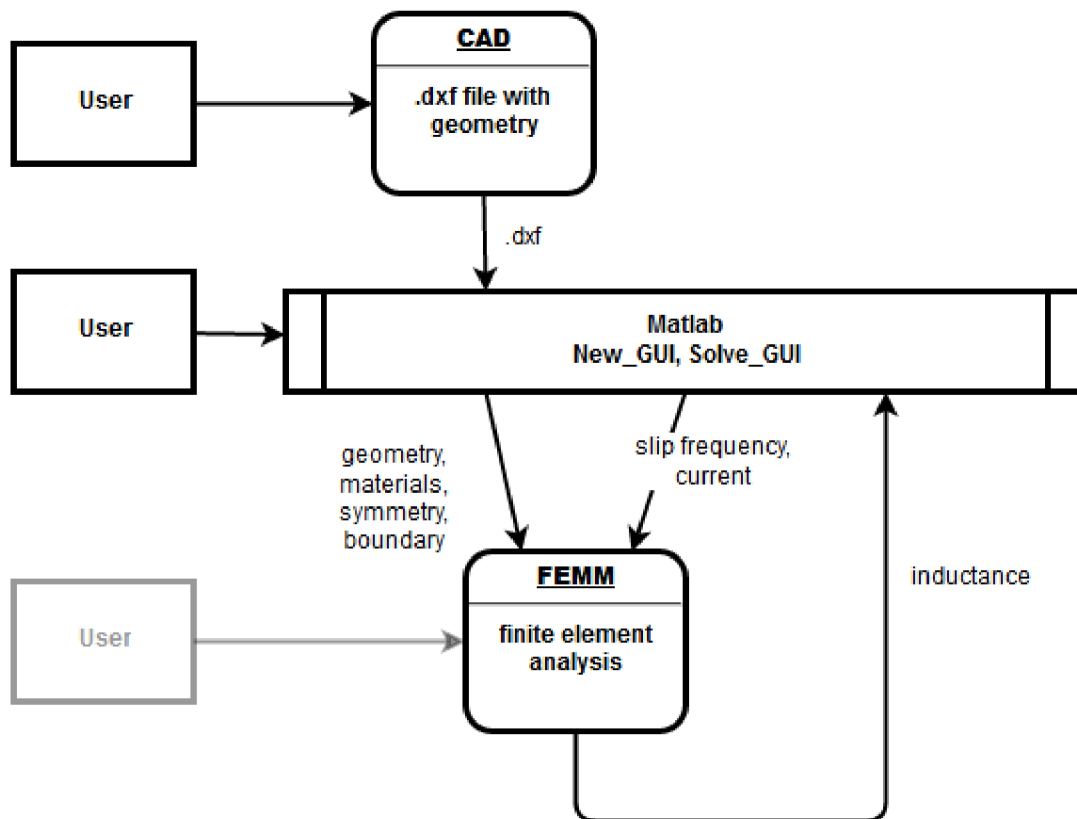 CAD
User
.dxf file with
geometry
.dxf
User
Matlab
New_GUI, Solve_GUI
geometry,
materials,
symmetry,
boundary
slip frequency,
current
inductance
FEMM
User
finite element
analysis